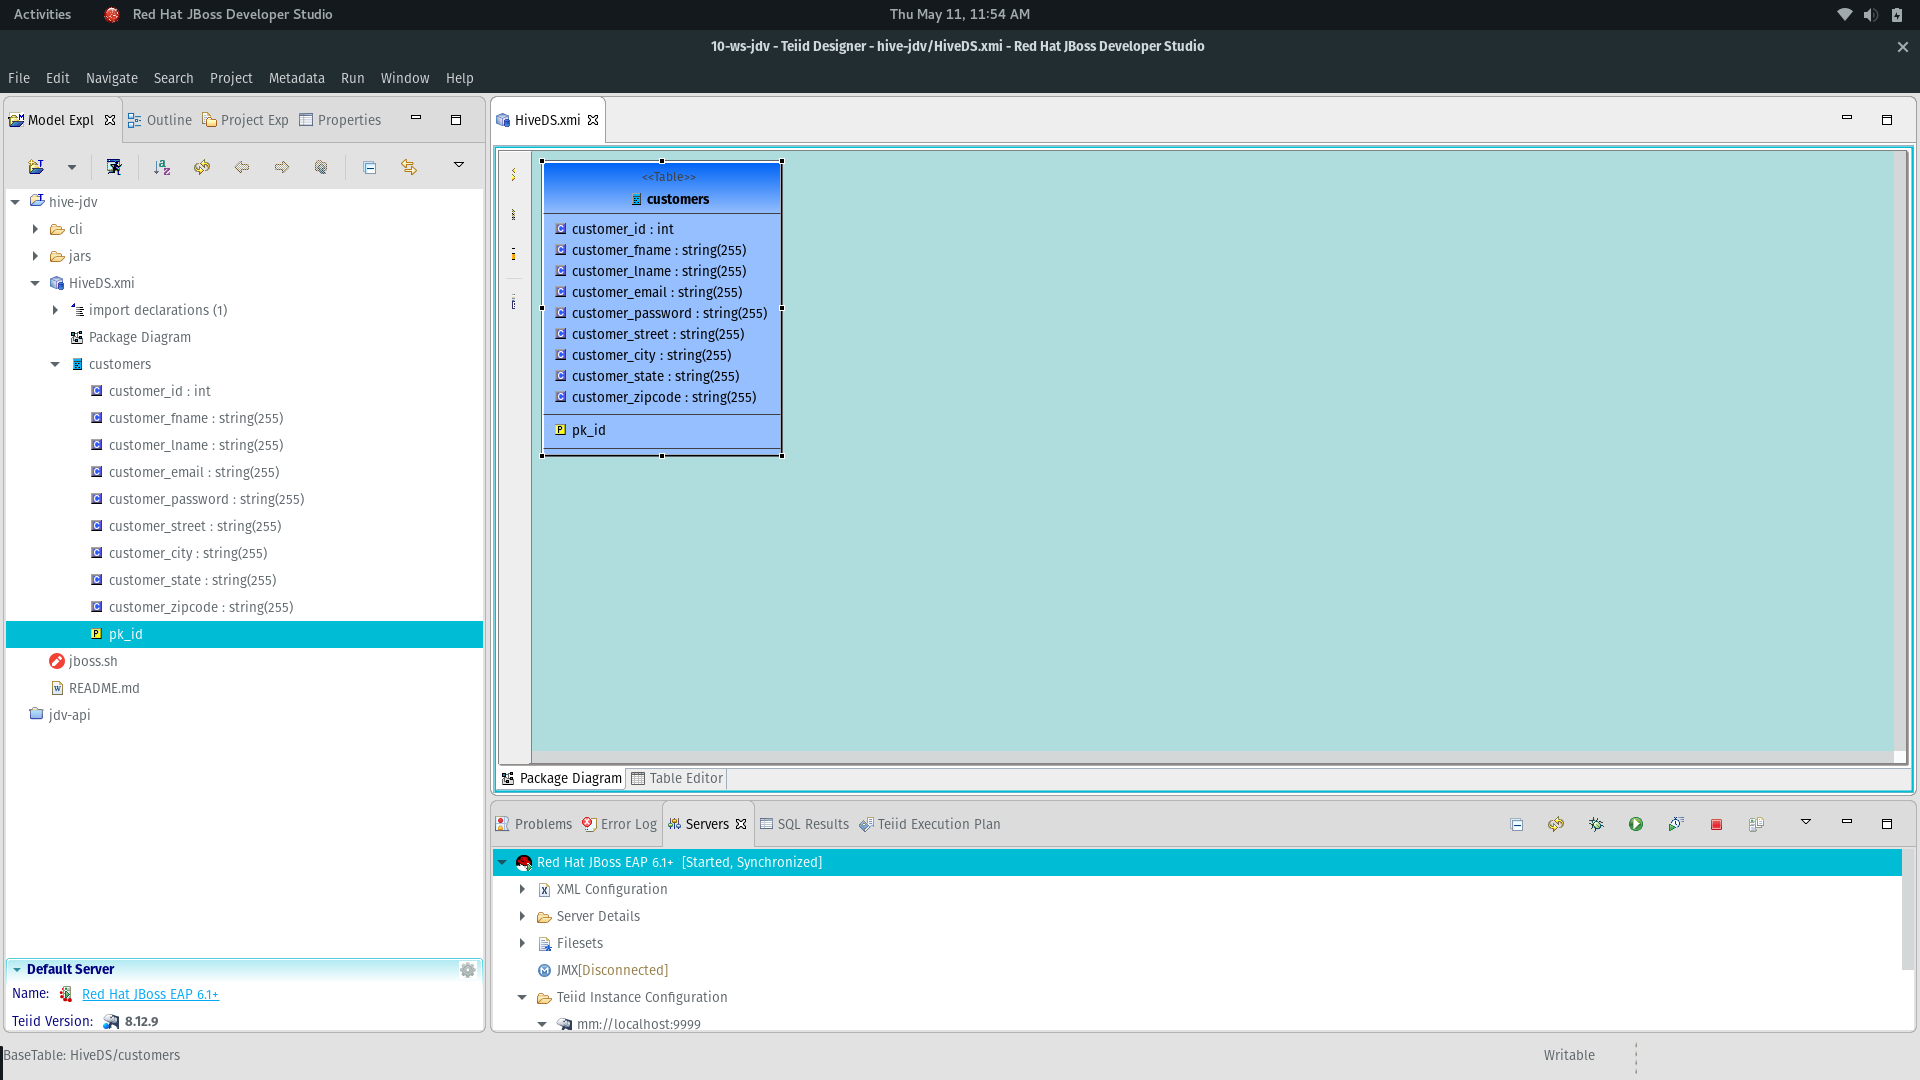 Activities Red Hat JBoss Developer Studio Thu May 11, 11:54 AM
10-ws-jdv - Teiid Designer - hive-jdv/HiveDS.xmi - Red Hat JBoss Developer Studio
File Edit Navigate Search Project Metadata Run Window Help
Model Expl Outline Project Exp Properties
hive-jdv
cli
jars
HiveDS.xmi
import declarations (1)
Package Diagram
customers
customer_id : int
customer_fname : string(255)
customer_lname : string(255)
customer_email : string(255)
customer_password : string(255)
customer_street : string(255)
customer_city : string(255)
customer_state : string(255)
customer_zipcode : string(255)
pk_id
jboss.sh
README.md
jdv-api
Default Server
Name: Red Hat JBoss EAP 6.1+
Teiid Version: 8.12.9
HiveDS.xmi
<<Table>>
customers
customer_id : int
customer_fname : string(255)
customer_lname : string(255)
customer_email : string(255)
customer_password : string(255)
customer_street : string(255)
customer_city : string(255)
customer_state : string(255)
customer_zipcode : string(255)
pk_id
Package Diagram Table Editor
Problems Error Log Servers SQL Results Teiid Execution Plan
Red Hat JBoss EAP 6.1+ [Started, Synchronized]
XML Configuration
Server Details
Filesets
JMX[Disconnected]
Teiid Instance Configuration
mm://localhost:9999
BaseTable: HiveDS/customers Writable